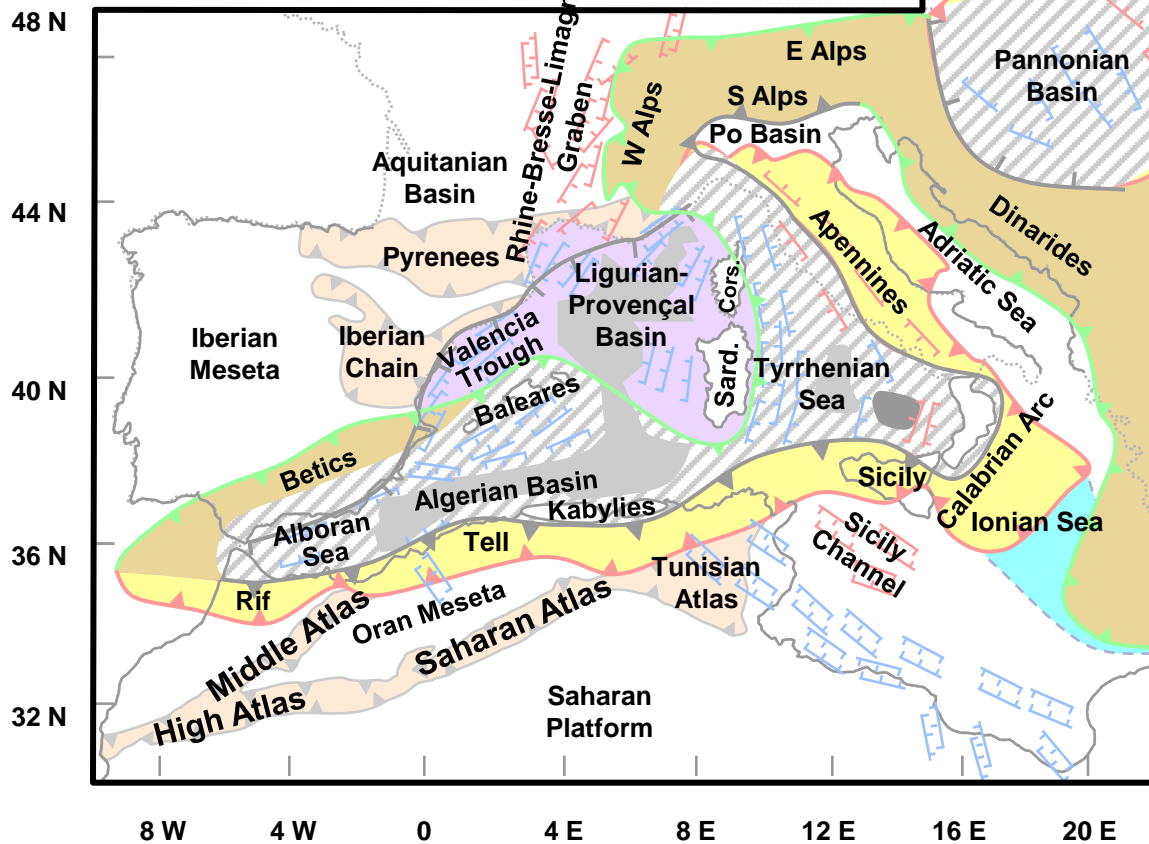 48 N
44 N
40 N
36 N
32 N
8 W
4 W
0
4 E
8 E
12 E
16 E
20 E
E Alps
S Alps
W Alps
Pannonian
Basin
Po Basin
Rhine-Bresse-Limagn
Graben
Aquitanian
Basin
Pyrenees
Dinarides
Adriatic Sea
Apennines
Ligurian-
Provençal
Basin
Cors.
Sard.
Iberian
Meseta
Iberian
Chain
Valencia
Trough
Tyrrhenian
Sea
Baleares
Betics
Algerian Basin
Kabylies
Sicily
Calabrian Arc
Ionian Sea
Alboran
Sea
Tell
Sicily
Channel
Rif
Tunisian
Atlas
Middle Atlas
Oran Meseta
Saharan Atlas
High Atlas
Saharan
Platform